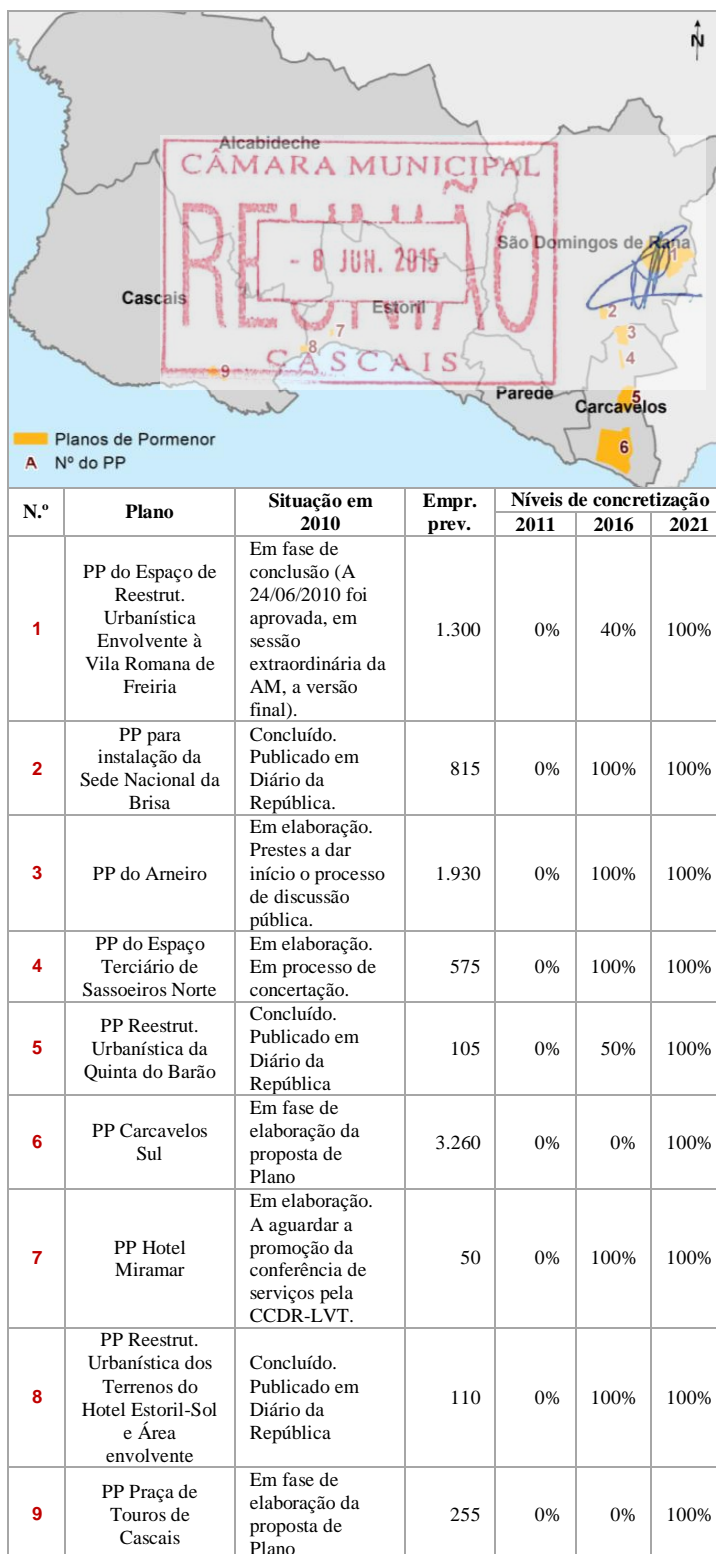 N
Alcabideche
CÂMARA MUNICIPAL
REUNIÃO
- 8 JUN. 2015
CASCAIS
São Domingos de Rana
1
Cascais
Estoril
2
3
7
8
4
9
Parede
5
Carcavelos
6
Planos de Pormenor
A Nº do PP
N.º Plano Situação em 2010 Empr. prev. Níveis de concretização
2011 2016 2021
1
PP do Espaço de
Reestrut.
Urbanística
Envolvente à
Vila Romana de
Freiria
Em fase de
conclusão (A
24/06/2010 foi
aprovada, em
sessão
extraordinária da
AM, a versão
final).
1.300 0% 40% 100%
2
PP para
instalação da
Sede Nacional da
Brisa
Concluído.
Publicado em
Diário da
República.
815 0% 100% 100%
3
PP do Arneiro
Em elaboração.
Prestes a dar
início o processo
de discussão
pública.
1.930 0% 100% 100%
4
PP do Espaço
Terciário de
Sassoeiros Norte
Em elaboração.
Em processo de
concertação.
575 0% 100% 100%
5
PP Reestrut.
Urbanística da
Quinta do Barão
Concluído.
Publicado em
Diário da
República
105 0% 50% 100%
6
PP Carcavelos
Sul
Em fase de
elaboração da
proposta de
Plano
3.260 0% 0% 100%
7
PP Hotel
Miramar
Em elaboração.
A aguardar a
promoção da
conferência de
serviços pela
CCDR-LVT.
50 0% 100% 100%
8
PP Reestrut.
Urbanística dos
Terrenos do
Hotel Estoril-Sol
e Área
envolvente
Concluído.
Publicado em
Diário da
República
110 0% 100% 100%
9
PP Praça de
Touros de
Cascais
Em fase de
elaboração da
proposta de
Plano
255 0% 0% 100%